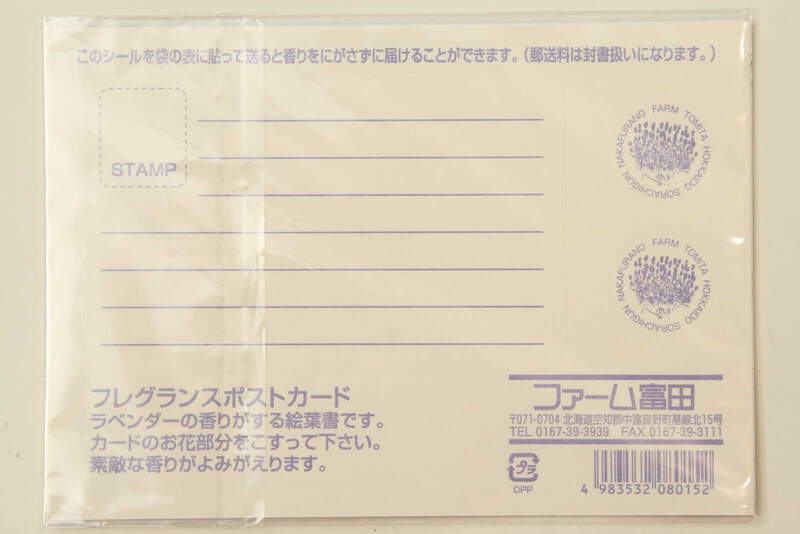 このシールを袋の表に貼って送ると香りをにがさずに届けることができます。(郵送料は封書扱いになります。)
STAMP
NAKAFURANO FARM TOMITA HOKKAIDO SORACHIGUN
NAKAFURANO FARM TOMITA HOKKAIDO SORACHIGUN
フレグランスポストカード
ラベンダーの香りがする絵葉書です。
カードのお花部分をこすって下さい。
素敵な香りがよみがえります。
ファーム富田
〒071-0704 北海道空知郡中富良野町基線北15号
TEL 0167-39-3939 FAX 0167-39-3111
プラ
OPP
4 983532 080152